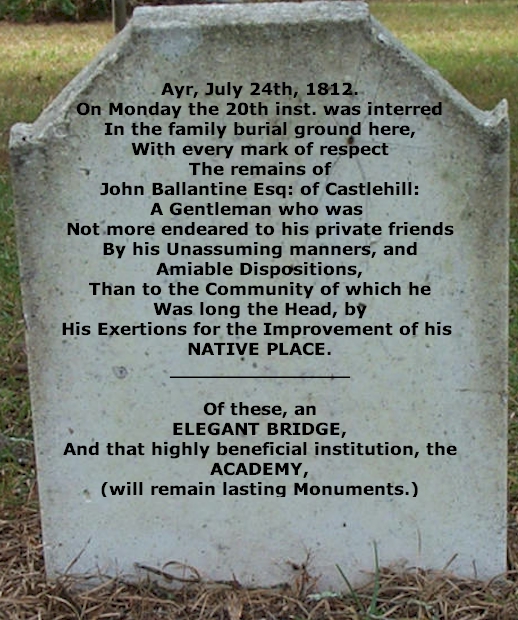 Ayr, July 24th, 1812.
On Monday the 20th inst. was interred
In the family burial ground here,
With every mark of respect
The remains of
John Ballantine Esq: of Castlehill:
A Gentleman who was
Not more endeared to his private friends
By his Unassuming manners, and
Amiable Dispositions,
Than to the Community of which he
Was long the Head, by
His Exertions for the Improvement of his
NATIVE PLACE.
Of these, an
ELEGANT BRIDGE,
And that highly beneficial institution, the
ACADEMY,
(will remain lasting Monuments.)